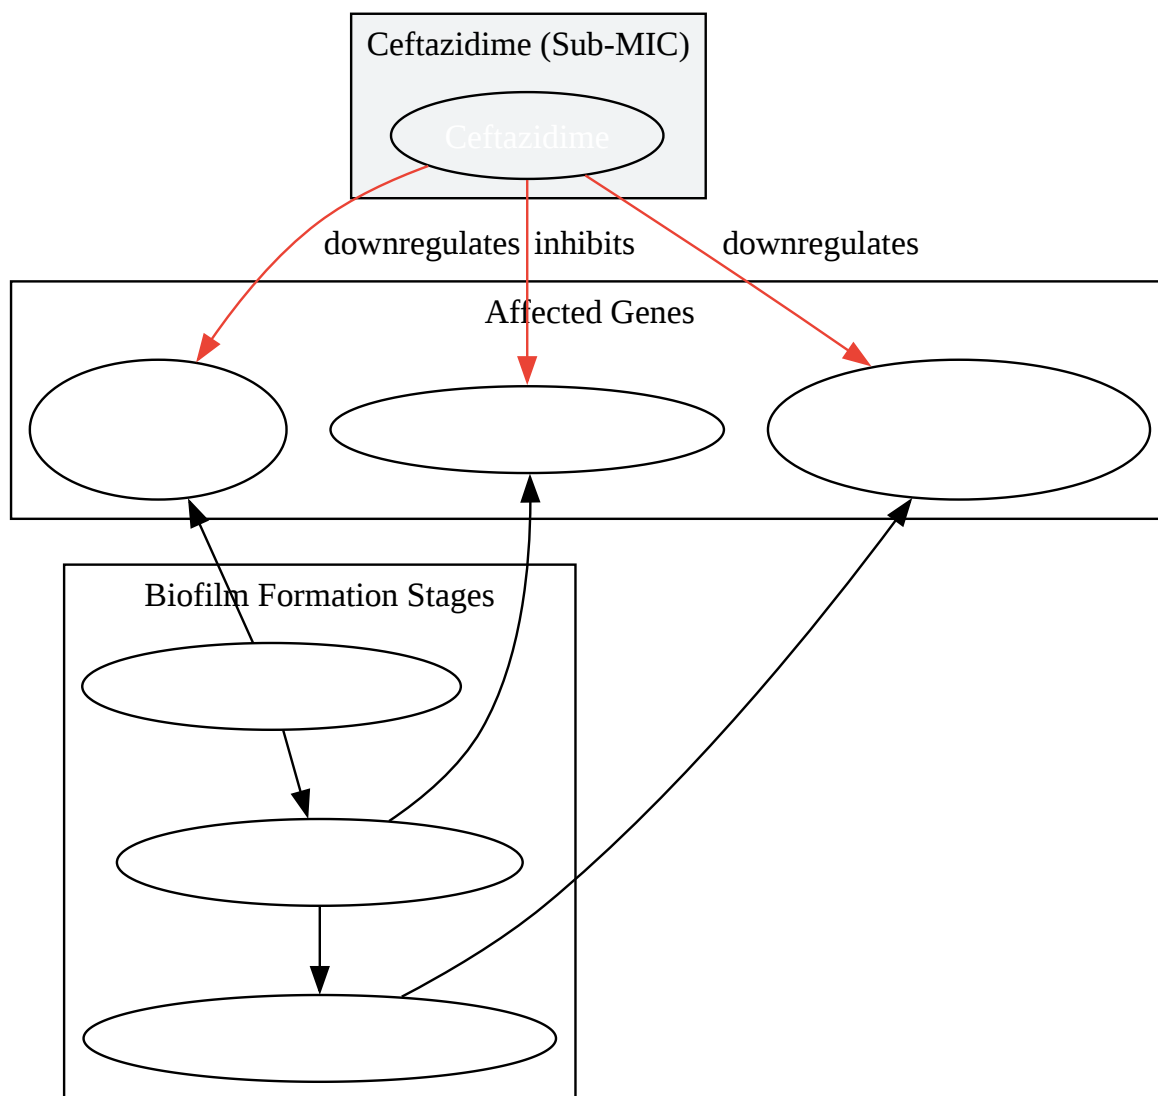 Ceftazidime (Sub-MIC)
Ceftazidime
downregulates
inhibits
downregulates
Affected Genes
Biofilm Formation Stages